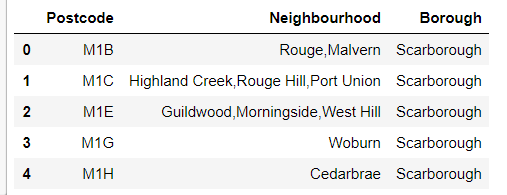 Postcode Neighbourhood Borough
0 M1B Rouge,Malvern Scarborough
1 M1C Highland Creek,Rouge Hill,Port Union Scarborough
2 M1E Guildwood,Morningside,West Hill Scarborough
3 M1G Woburn Scarborough
4 M1H Cedarbrae Scarborough